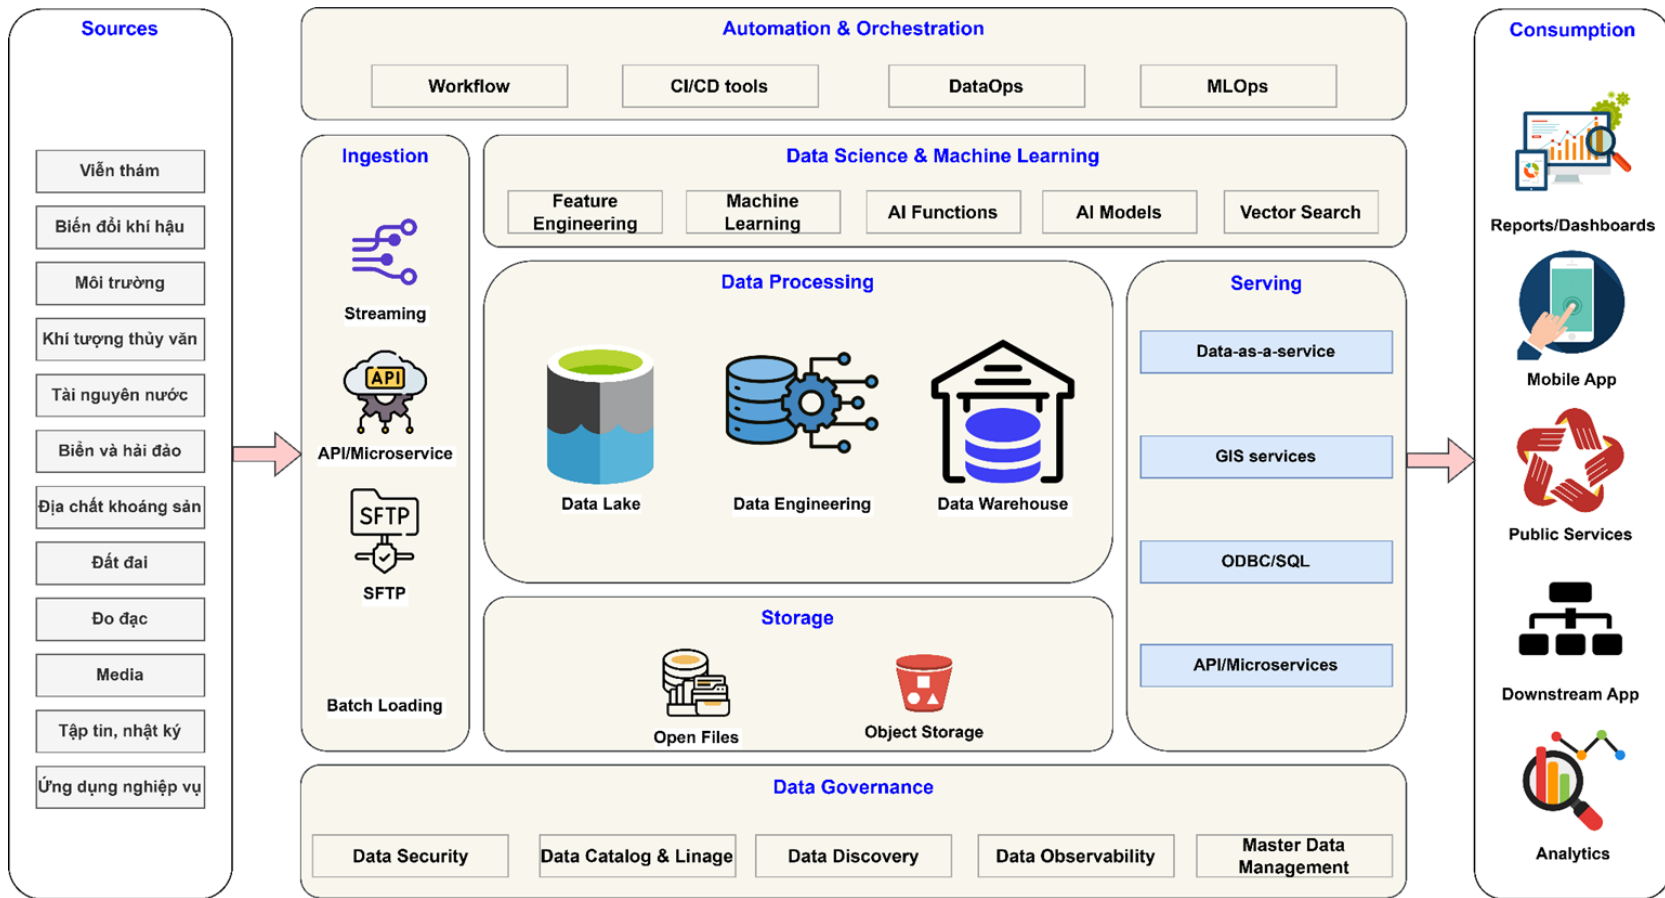 Sources
Viễn thám
Biến đổi khí hậu
Môi trường
Khí tượng thủy văn
Tài nguyên nước
Biển và hải đảo
Địa chất khoáng sản
Đất đai
Đo đạc
Media
Tập tin, nhật ký
Ứng dụng nghiệp vụ
Automation & Orchestration
Workflow
CI/CD tools
DataOps
MLOps
Ingestion
Streaming
API
API/Microservice
SFTP
SFTP
Batch Loading
Data Science & Machine Learning
Feature
Engineering
Machine
Learning
AI Functions
AI Models
Vector Search
Data Processing
Data Lake
Data Engineering
Data Warehouse
Storage
Open Files
Object Storage
Serving
Data-as-a-service
GIS services
ODBC/SQL
API/Microservices
Data Governance
Data Security
Data Catalog & Linage
Data Discovery
Data Observability
Master Data
Management
Consumption
Reports/Dashboards
Mobile App
Public Services
Downstream App
Analytics